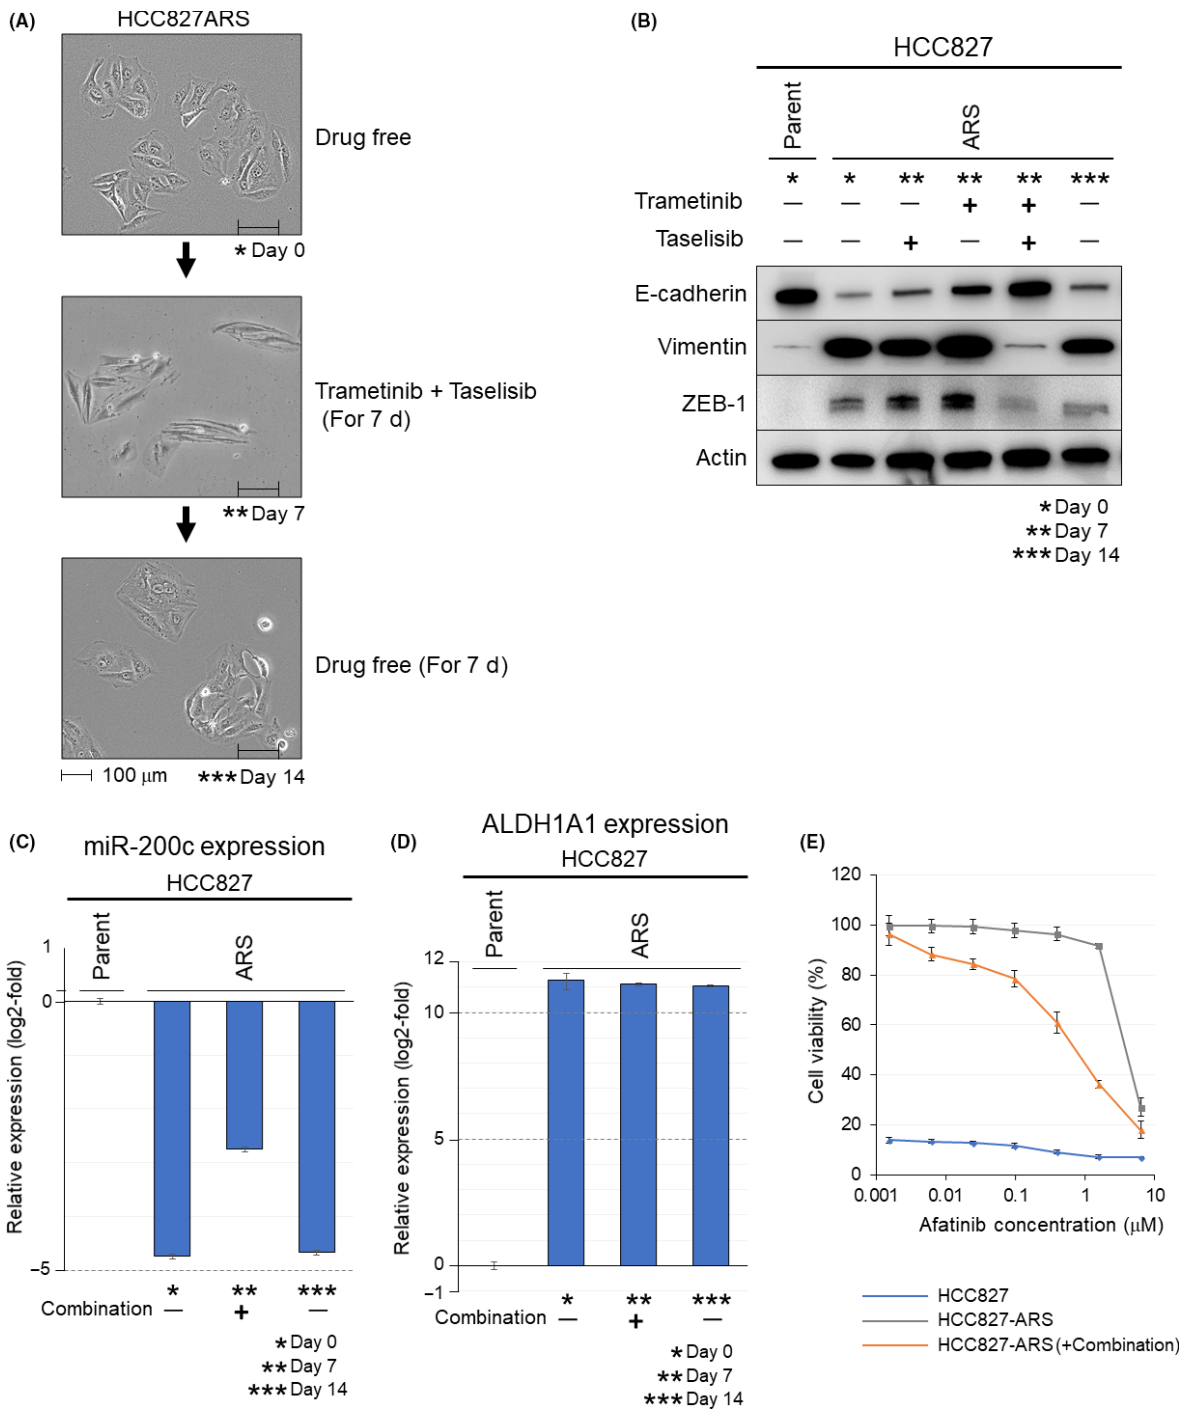 (A)
HCC827ARS
Drug free
* Day 0
Trametinib + Taselisib
(For 7 d)
** Day 7
Drug free (For 7 d)
100 μm
*** Day 14
(B)
HCC827
Parent
ARS
* * ** ** ** ***
Trametinib — — — + + —
Taselisib — — + — + —
E-cadherin
Vimentin
ZEB-1
Actin
* Day 0
** Day 7
*** Day 14
(C)
miR-200c expression
HCC827
Parent
ARS
Relative expression (log2-fold)
1
0
−5
* ** ***
Combination — + —
* Day 0
** Day 7
*** Day 14
(D)
ALDH1A1 expression
HCC827
Parent
ARS
Relative expression (log2-fold)
12
10
5
0
−1
* ** ***
Combination — + —
* Day 0
** Day 7
*** Day 14
(E)
Cell viability (%)
120
100
80
60
40
20
0
0.001 0.01 0.1 1 10
Afatinib concentration (μM)
HCC827
HCC827-ARS
HCC827-ARS (+Combination)